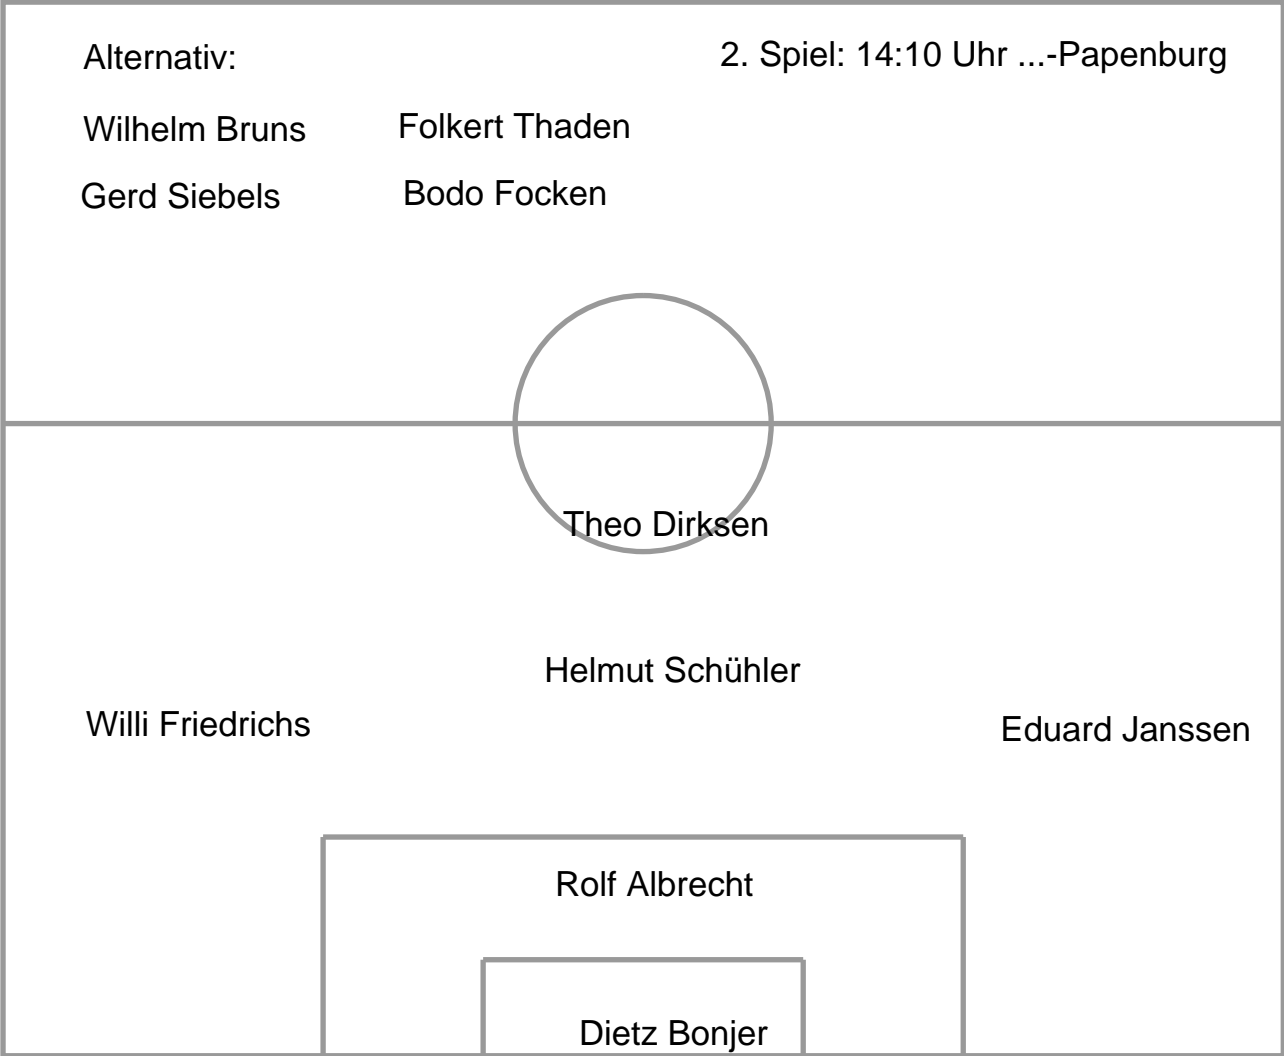 Alternativ:
2. Spiel: 14:10 Uhr ...-Papenburg
Wilhelm Bruns
Folkert Thaden
Gerd Siebels
Bodo Focken
Theo Dirksen
Helmut Schühler
Willi Friedrichs
Eduard Janssen
Rolf Albrecht
Dietz Bonjer